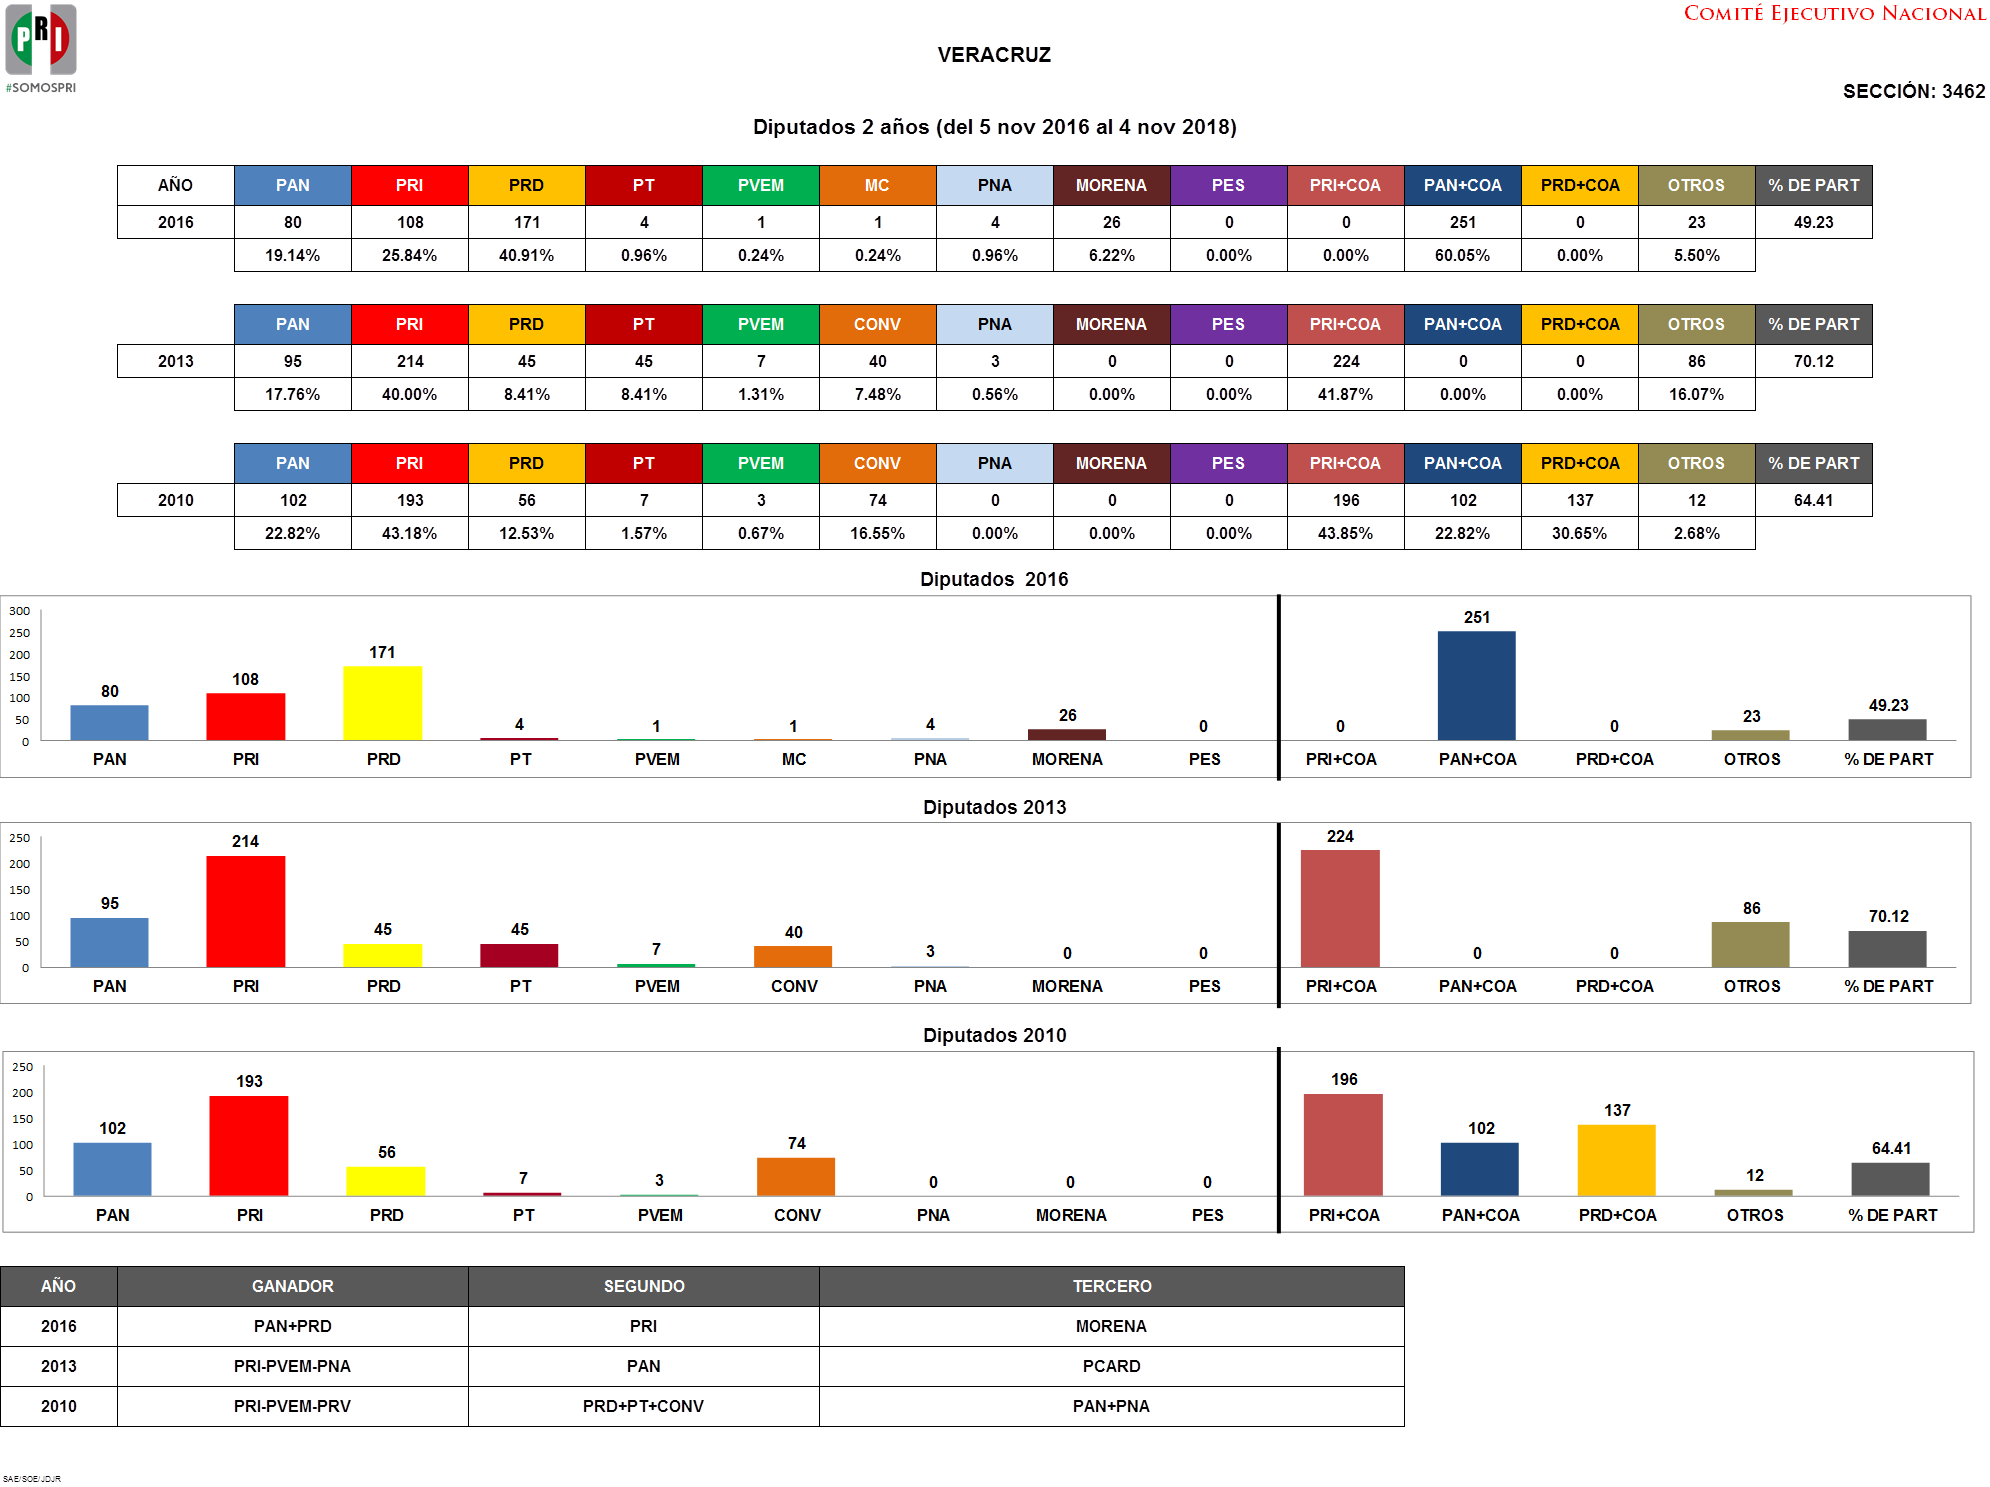 PRI
#SOMOSPRI
COMITÉ EJECUTIVO NACIONAL
VERACRUZ
SECCIÓN: 3462
Diputados 2 años (del 5 nov 2016 al 4 nov 2018)
AÑO PAN PRI PRD PT PVEM MC PNA MORENA PES PRI+COA PAN+COA PRD+COA OTROS % DE PART
2016 80 108 171 4 1 1 4 26 0 0 251 0 23 49.23
19.14% 25.84% 40.91% 0.96% 0.24% 0.24% 0.96% 6.22% 0.00% 0.00% 60.05% 0.00% 5.50%
PAN PRI PRD PT PVEM CONV PNA MORENA PES PRI+COA PAN+COA PRD+COA OTROS % DE PART
2013 95 214 45 45 7 40 3 0 0 224 0 0 86 70.12
17.76% 40.00% 8.41% 8.41% 1.31% 7.48% 0.56% 0.00% 0.00% 41.87% 0.00% 0.00% 16.07%
PAN PRI PRD PT PVEM CONV PNA MORENA PES PRI+COA PAN+COA PRD+COA OTROS % DE PART
2010 102 193 56 7 3 74 0 0 0 196 102 137 12 64.41
22.82% 43.18% 12.53% 1.57% 0.67% 16.55% 0.00% 0.00% 0.00% 43.85% 22.82% 30.65% 2.68%
Diputados  2016
300
250
200
150
100
50
0
80 108 171 4 1 1 4 26 0 0 251 0 23 49.23
PAN PRI PRD PT PVEM MC PNA MORENA PES PRI+COA PAN+COA PRD+COA OTROS % DE PART
Diputados 2013
250
200
150
100
50
0
95 214 45 45 7 40 3 0 0 224 0 0 86 70.12
PAN PRI PRD PT PVEM CONV PNA MORENA PES PRI+COA PAN+COA PRD+COA OTROS % DE PART
Diputados 2010
250
200
150
100
50
0
102 193 56 7 3 74 0 0 0 196 102 137 12 64.41
PAN PRI PRD PT PVEM CONV PNA MORENA PES PRI+COA PAN+COA PRD+COA OTROS % DE PART
AÑO GANADOR SEGUNDO TERCERO
2016 PAN+PRD PRI MORENA
2013 PRI-PVEM-PNA PAN PCARD
2010 PRI-PVEM-PRV PRD+PT+CONV PAN+PNA
SAE/SOE/JDJR